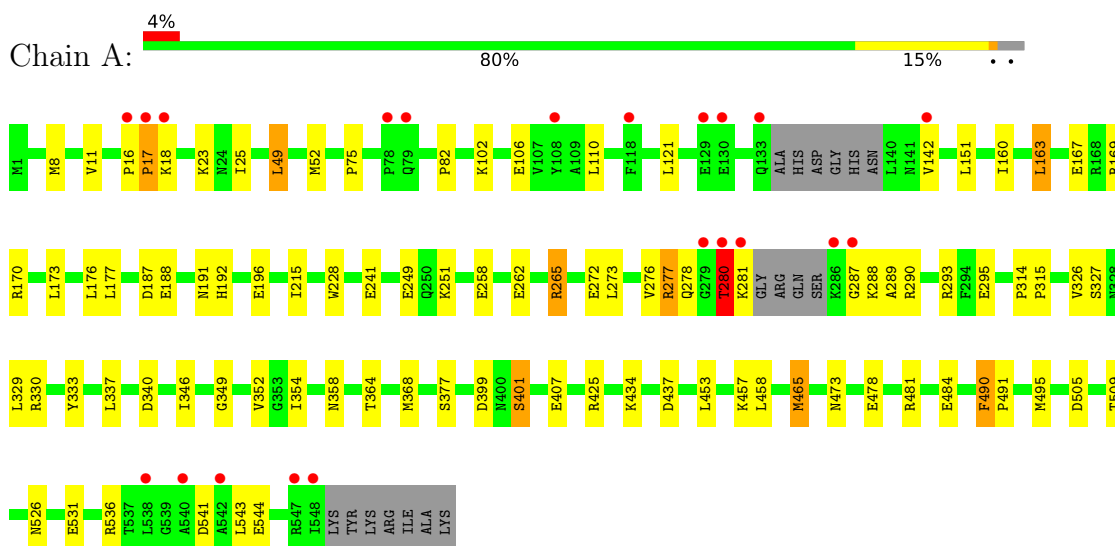 4%
Chain A:
80% 15% • •
M1 M8 V11 P16 P17 K18 K23 N24 I25 L49 M52 P75 P78 Q79 P82 K102 E106 V107 Y108 A109 L110 F118 L121 E129 E130 Q133 ALA HIS ASP GLY HIS ASN L140 N141 V142 L151 I160 L163 E167 R168 R169
R170 L173 L176 L177 D187 E188 N191 H192 E196 I215 W228 E241 E249 Q250 K251 E258 E262 R265 E272 L273 V276 R277 Q278 G279 T280 K281 GLY ARG GLN SER K286 G287 K288 A289 R290 R293 F294 E295 P314 P315 V326 S327 N328
L329 R330 Y333 L337 D340 I346 G349 V352 G353 I354 N358 T364 M368 S377 D399 N400 S401 E407 R425 K434 D437 L453 K457 L458 M465 N473 E478 R481 E484 F490 P491 M495 D505 T509
N526 E531 R536 T537 L538 G539 A540 D541 A542 L543 E544 R547 I548 LYS TYR LYS ARG ILE ALA LYS